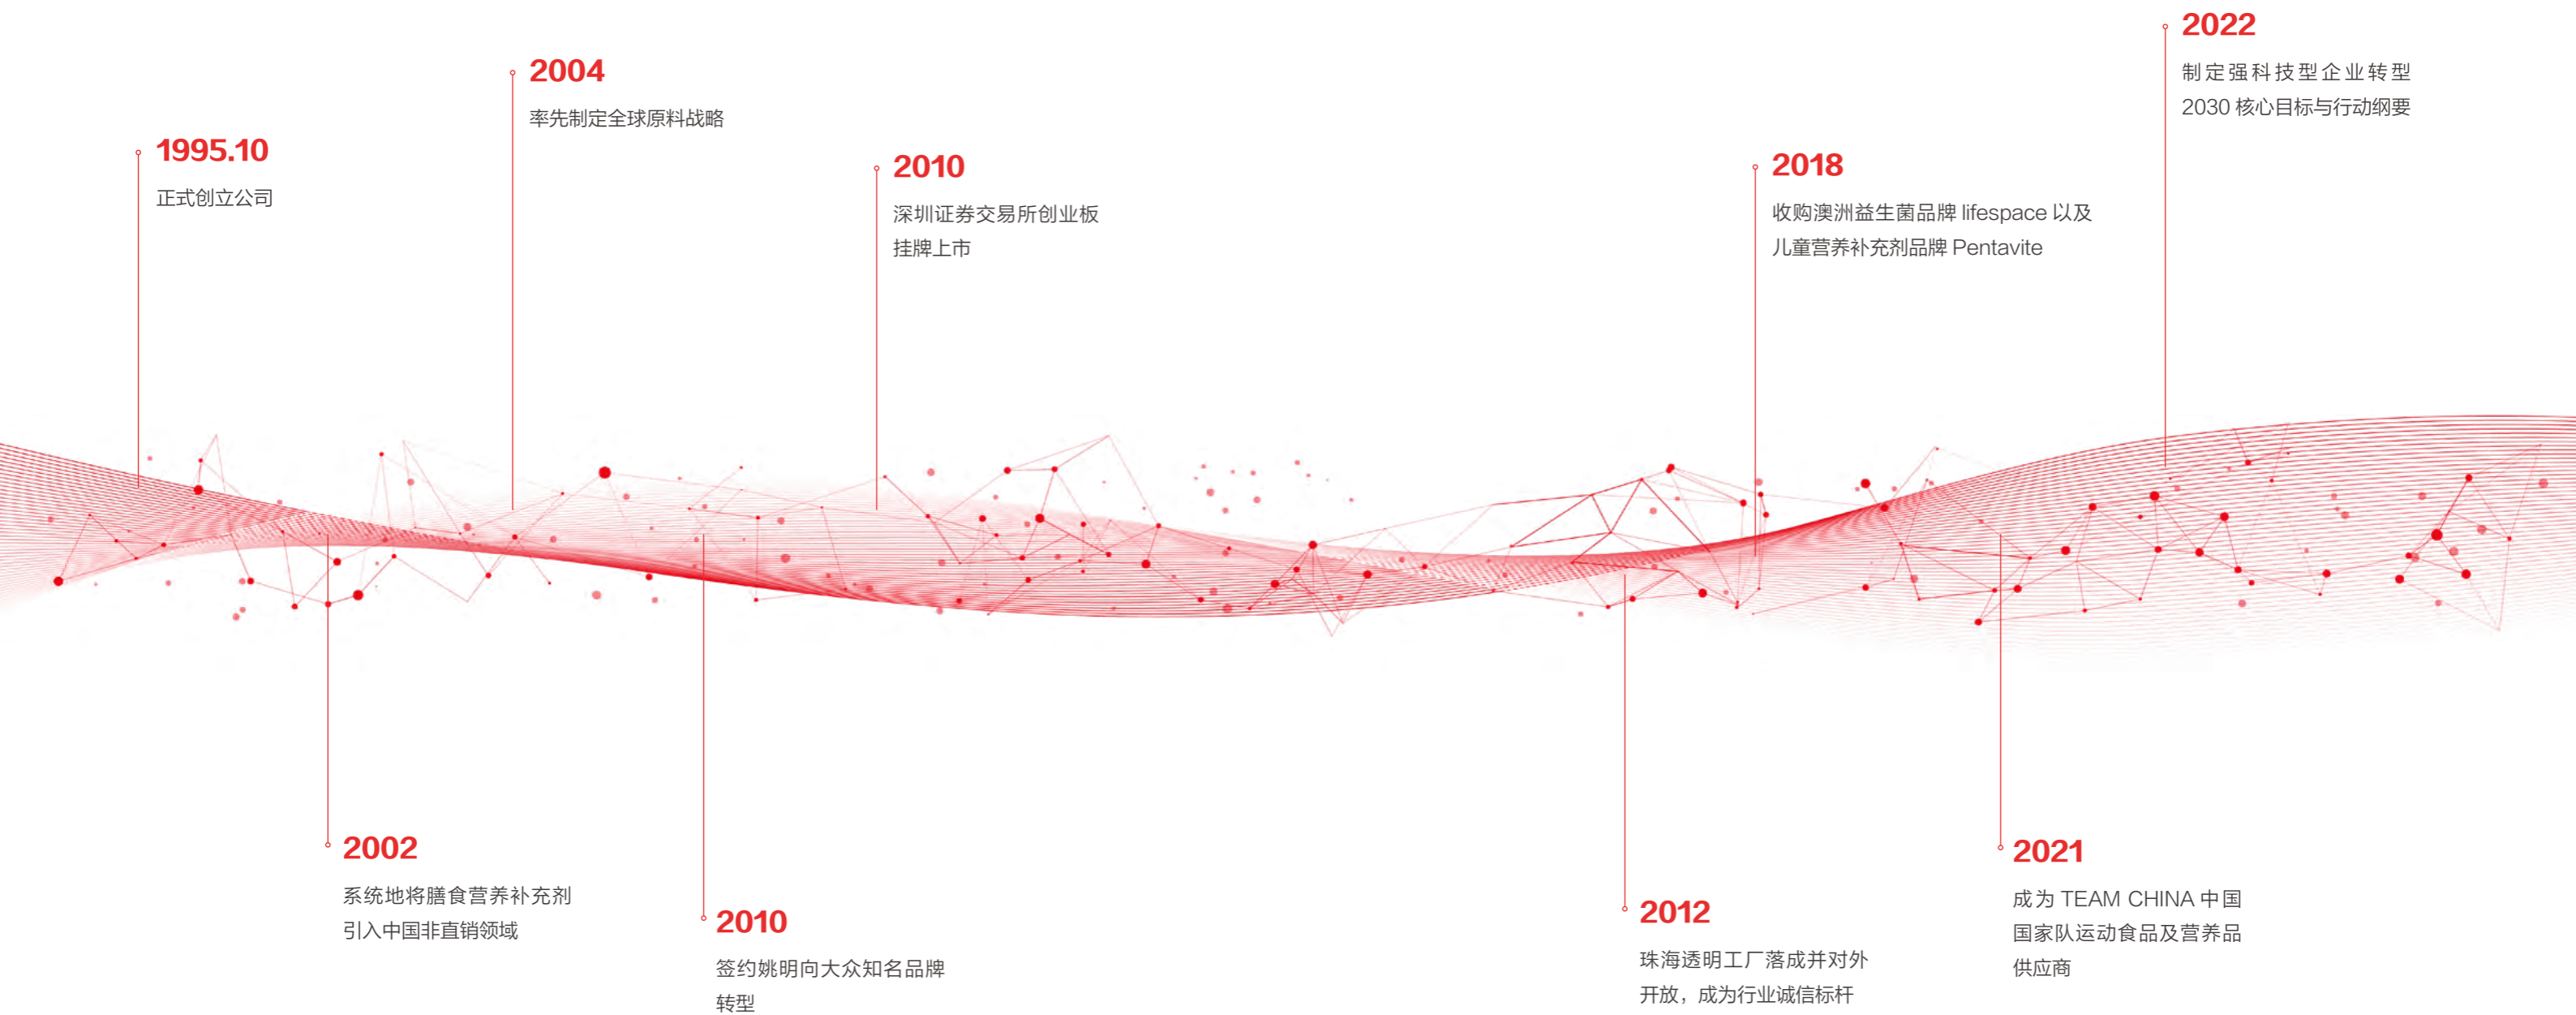 1995.10
正式创立公司
2002
系统地将膳食营养补充剂
引入中国非直销领域
2004
率先制定全球原料战略
2010
签约姚明向大众知名品牌
转型
2010
深圳证券交易所创业板
挂牌上市
2012
珠海透明工厂落成并对外
开放，成为行业诚信标杆
2018
收购澳洲益生菌品牌 lifespace 以及
儿童营养补充剂品牌 Pentavite
2021
成为 TEAM CHINA 中国
国家队运动食品及营养品
供应商
2022
制定强科技型企业转型
2030 核心目标与行动纲要